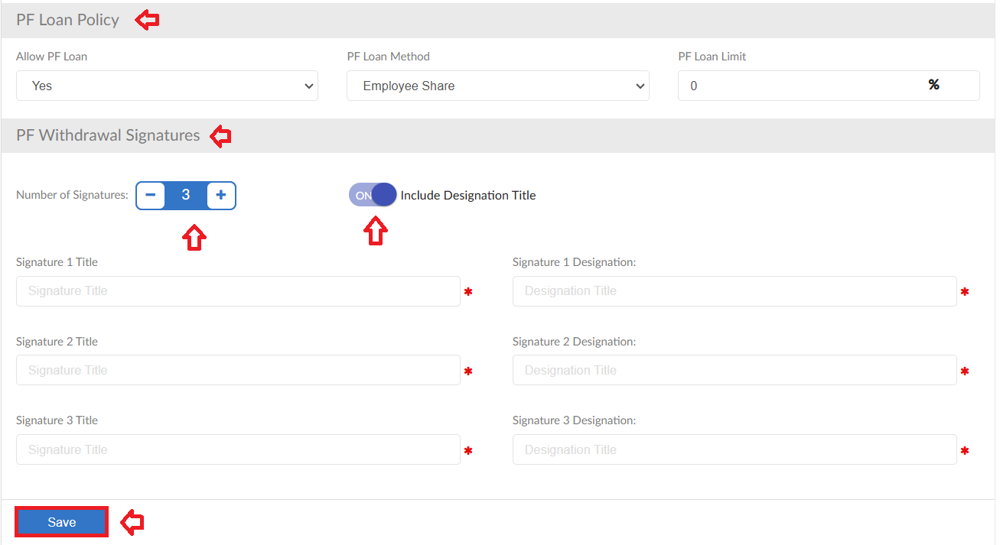 PF Loan Policy
Allow PF Loan PF Loan Method PF Loan Limit
Yes Employee Share 0 %
PF Withdrawal Signatures
Number of Signatures: − 3 + ON Include Designation Title
Signature 1 Title Signature 1 Designation:
Signature Title * Designation Title *
Signature 2 Title Signature 2 Designation:
Signature Title * Designation Title *
Signature 3 Title Signature 3 Designation:
Signature Title * Designation Title *
Save